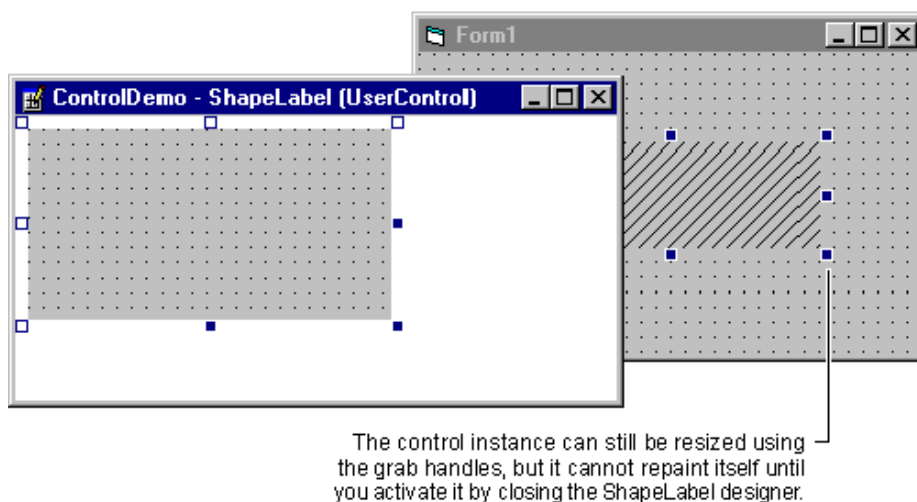 Form1
ControlDemo - ShapeLabel (UserControl)
The control instance can still be resized using
the grab handles, but it cannot repaint itself until
you activate it by closing the ShapeLabel designer.